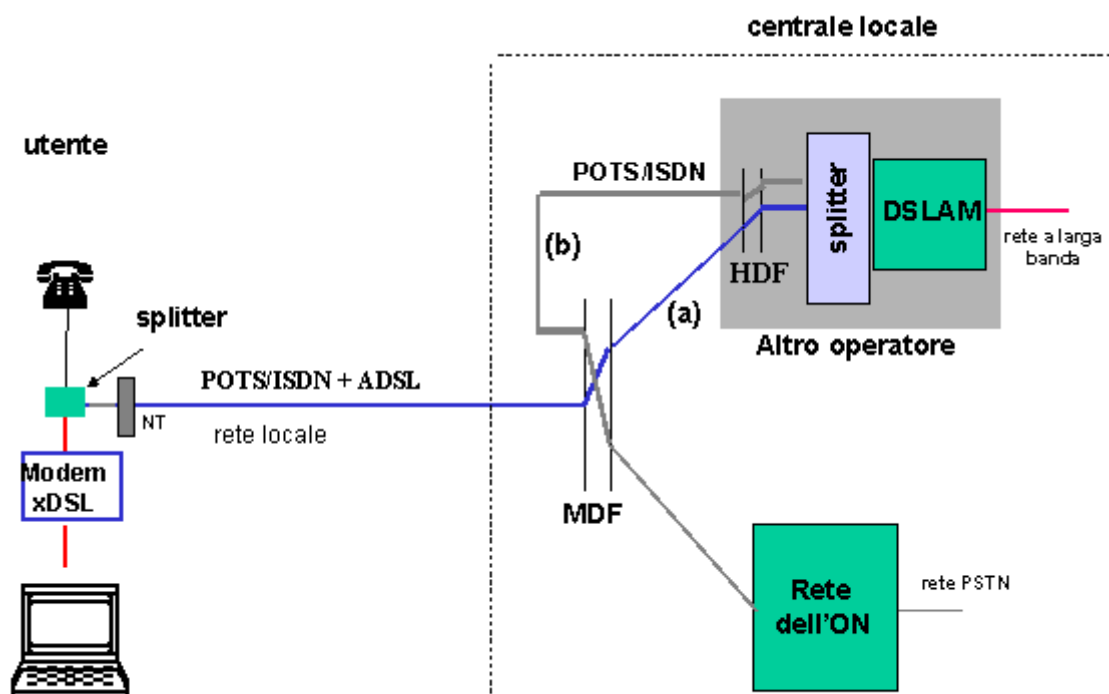 centrale locale
utente
POTS/ISDN
splitter
DSLAM
rete a larga
banda
(b)
HDF
(a)
Altro operatore
splitter
POTS/ISDN + ADSL
NT
rete locale
Modem
xDSL
MDF
Rete
dell'ON
rete PSTN